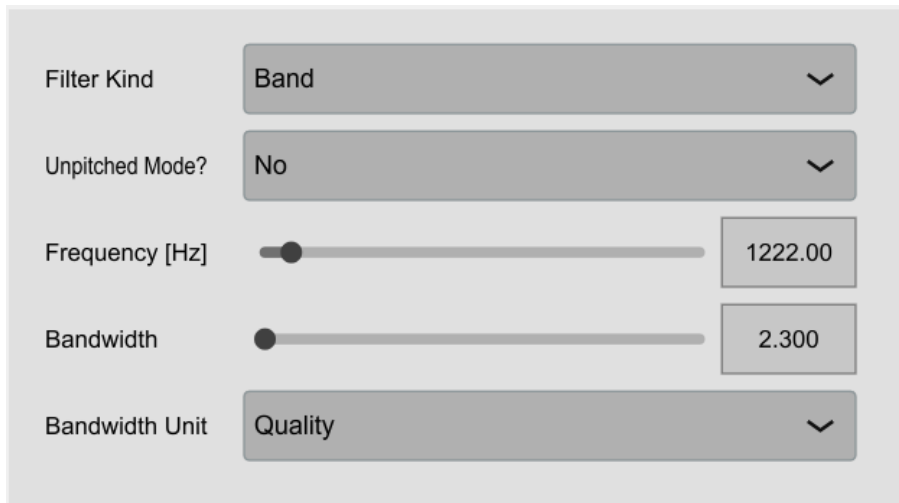 Filter Kind Band
Unpitched Mode? No
Frequency [Hz] 1222.00
Bandwidth 2.300
Bandwidth Unit Quality